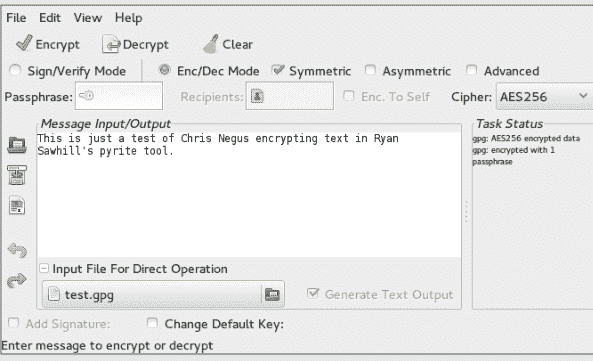 File Edit View Help
Encrypt Decrypt Clear
Sign/Verify Mode Enc/Dec Mode Symmetric Asymmetric Advanced
Passphrase: Recipients: Enc. To Self Cipher: AES256
Message Input/Output
This is just a test of Chris Negus encrypting text in Ryan
Sawhill's pyrite tool.
Task Status
gpg: AES256 encrypted data
gpg: encrypted with 1
passphrase
Input File For Direct Operation
test.gpg Generate Text Output
Add Signature: Change Default Key:
Enter message to encrypt or decrypt